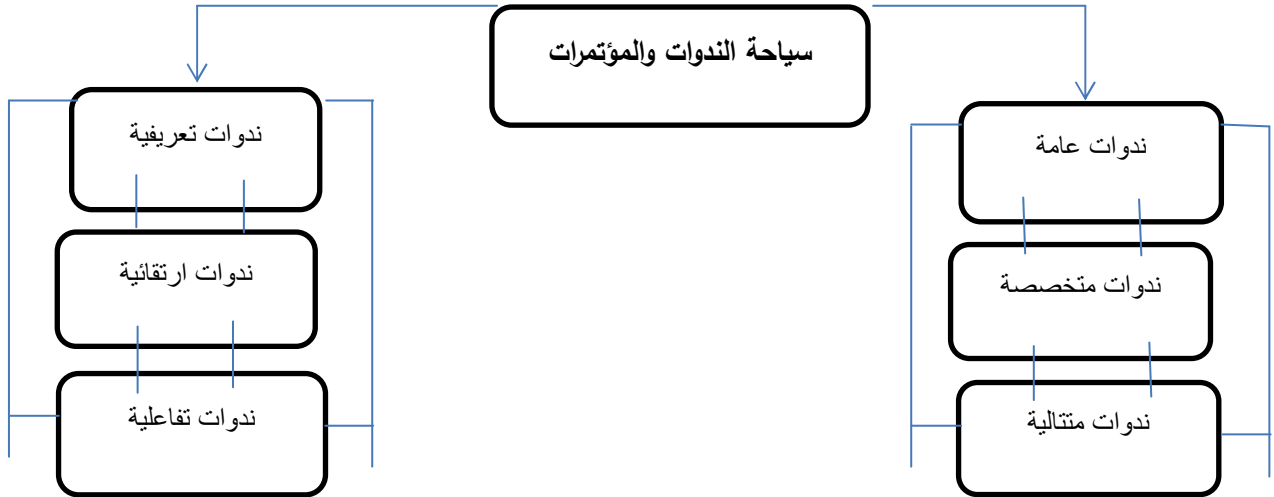 سياحة الندوات والمؤتمرات
ندوات عامة
ندوات متخصصة
ندوات متتالية
ندوات تعريفية
ندوات ارتقائية
ندوات تفاعلية